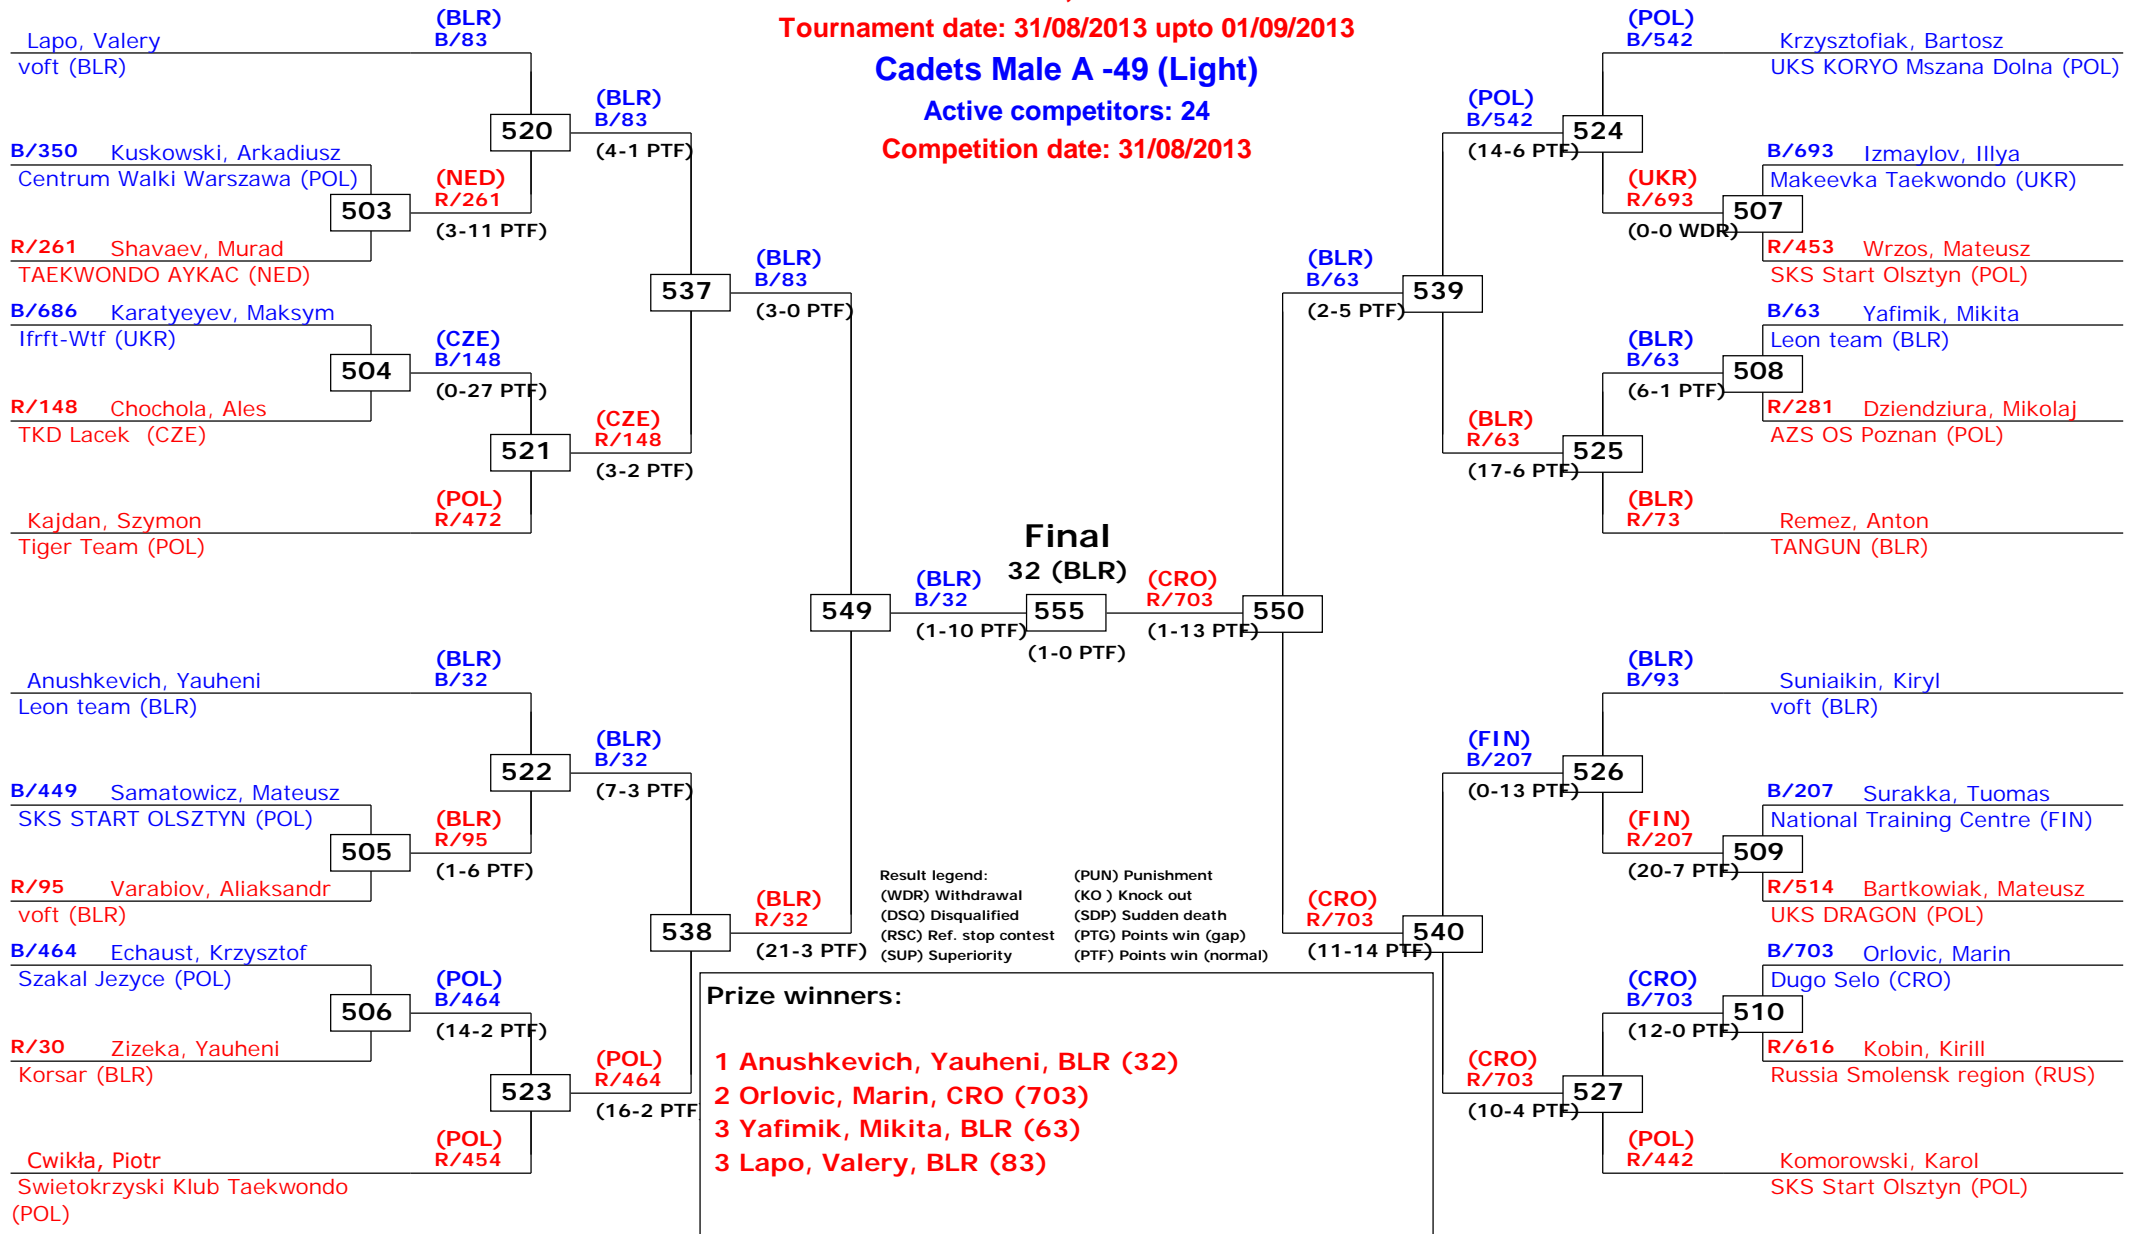 Tournament date: 31/08/2013 upto 01/09/2013
Cadets Male A -49 (Light)
Active competitors: 24
Competition date: 31/08/2013
Lapo, Valery
voft (BLR)
(BLR)
B/83
B/350 Kuskowski, Arkadiusz
Centrum Walki Warszawa (POL)
503
R/261 Shavaev, Murad
TAEKWONDO AYKAC (NED)
(NED)
R/261
(3-11 PTF)
520
(BLR)
B/83
(4-1 PTF)
B/686 Karatyeyev, Maksym
Ifrft-Wtf (UKR)
504
R/148 Chochola, Ales
TKD Lacek (CZE)
(CZE)
B/148
(0-27 PTF)
521
Kajdan, Szymon
Tiger Team (POL)
(POL)
R/472
(CZE)
R/148
(3-2 PTF)
537
(BLR)
B/83
(3-0 PTF)
Anushkevich, Yauheni
Leon team (BLR)
(BLR)
B/32
B/449 Samatowicz, Mateusz
SKS START OLSZTYN (POL)
505
R/95 Varabiov, Aliaksandr
voft (BLR)
(BLR)
R/95
(1-6 PTF)
522
(BLR)
B/32
(7-3 PTF)
B/464 Echaust, Krzysztof
Szakal Jezyce (POL)
506
R/30 Zizeka, Yauheni
Korsar (BLR)
(POL)
B/464
(14-2 PTF)
523
Cwikła, Piotr
Swietokrzyski Klub Taekwondo
(POL)
(POL)
R/454
(POL)
R/464
(16-2 PTF
538
(BLR)
R/32
(21-3 PTF)
549
(BLR)
B/32
(1-10 PTF)
Final
32 (BLR)
555
(1-0 PTF)
(CRO)
R/703
(1-13 PTF)
550
(BLR)
B/63
(2-5 PTF)
539
(POL)
B/542
(14-6 PTF)
524
(POL)
B/542
Krzysztofiak, Bartosz
UKS KORYO Mszana Dolna (POL)
(UKR)
R/693
(0-0 WDR)
507
B/693 Izmaylov, Illya
Makeevka Taekwondo (UKR)
R/453 Wrzos, Mateusz
SKS Start Olsztyn (POL)
(BLR)
R/63
(17-6 PTF)
525
(BLR)
B/63
(6-1 PTF)
508
B/63 Yafimik, Mikita
Leon team (BLR)
R/281 Dziendziura, Mikolaj
AZS OS Poznan (POL)
(BLR)
R/73
Remez, Anton
TANGUN (BLR)
(CRO)
R/703
(11-14 PTF)
540
(FIN)
B/207
(0-13 PTF)
526
(BLR)
B/93
Suniaikin, Kiryl
voft (BLR)
(FIN)
R/207
(20-7 PTF)
509
B/207 Surakka, Tuomas
National Training Centre (FIN)
R/514 Bartkowiak, Mateusz
UKS DRAGON (POL)
(CRO)
R/703
(10-4 PTF)
527
(CRO)
B/703
(12-0 PTF)
510
B/703 Orlovic, Marin
Dugo Selo (CRO)
R/616 Kobin, Kirill
Russia Smolensk region (RUS)
(POL)
R/442
Komorowski, Karol
SKS Start Olsztyn (POL)
Result legend: (PUN) Punishment
(WDR) Withdrawal (KO ) Knock out
(DSQ) Disqualified (SDP) Sudden death
(RSC) Ref. stop contest (PTG) Points win (gap)
(SUP) Superiority (PTF) Points win (normal)
Prize winners:
1 Anushkevich, Yauheni, BLR (32)
2 Orlovic, Marin, CRO (703)
3 Yafimik, Mikita, BLR (63)
3 Lapo, Valery, BLR (83)